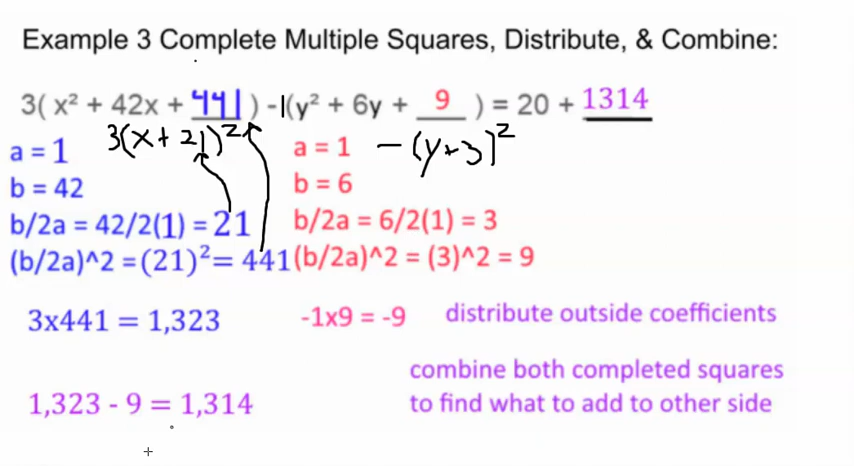 Example 3 Complete Multiple Squares, Distribute, & Combine:
3( x² + 42x + 441 ) -1(y² + 6y + 9 ) = 20 + 1314
3(x + 21)² -(y+3)²
a = 1 a = 1
b = 42 b = 6
b/2a = 42/2(1) = 21 b/2a = 6/2(1) = 3
(b/2a)^2 = (21)² = 441 (b/2a)^2 = (3)^2 = 9
3x441 = 1,323 -1x9 = -9 distribute outside coefficients
combine both completed squares
1,323 - 9 = 1,314 to find what to add to other side